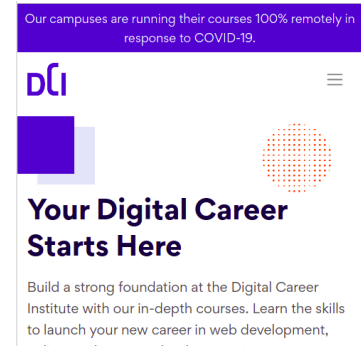 Our campuses are running their courses 100% remotely in
response to COVID-19.
DCI
Your Digital Career
Starts Here
Build a strong foundation at the Digital Career
Institute with our in-depth courses. Learn the skills
to launch your new career in web development,